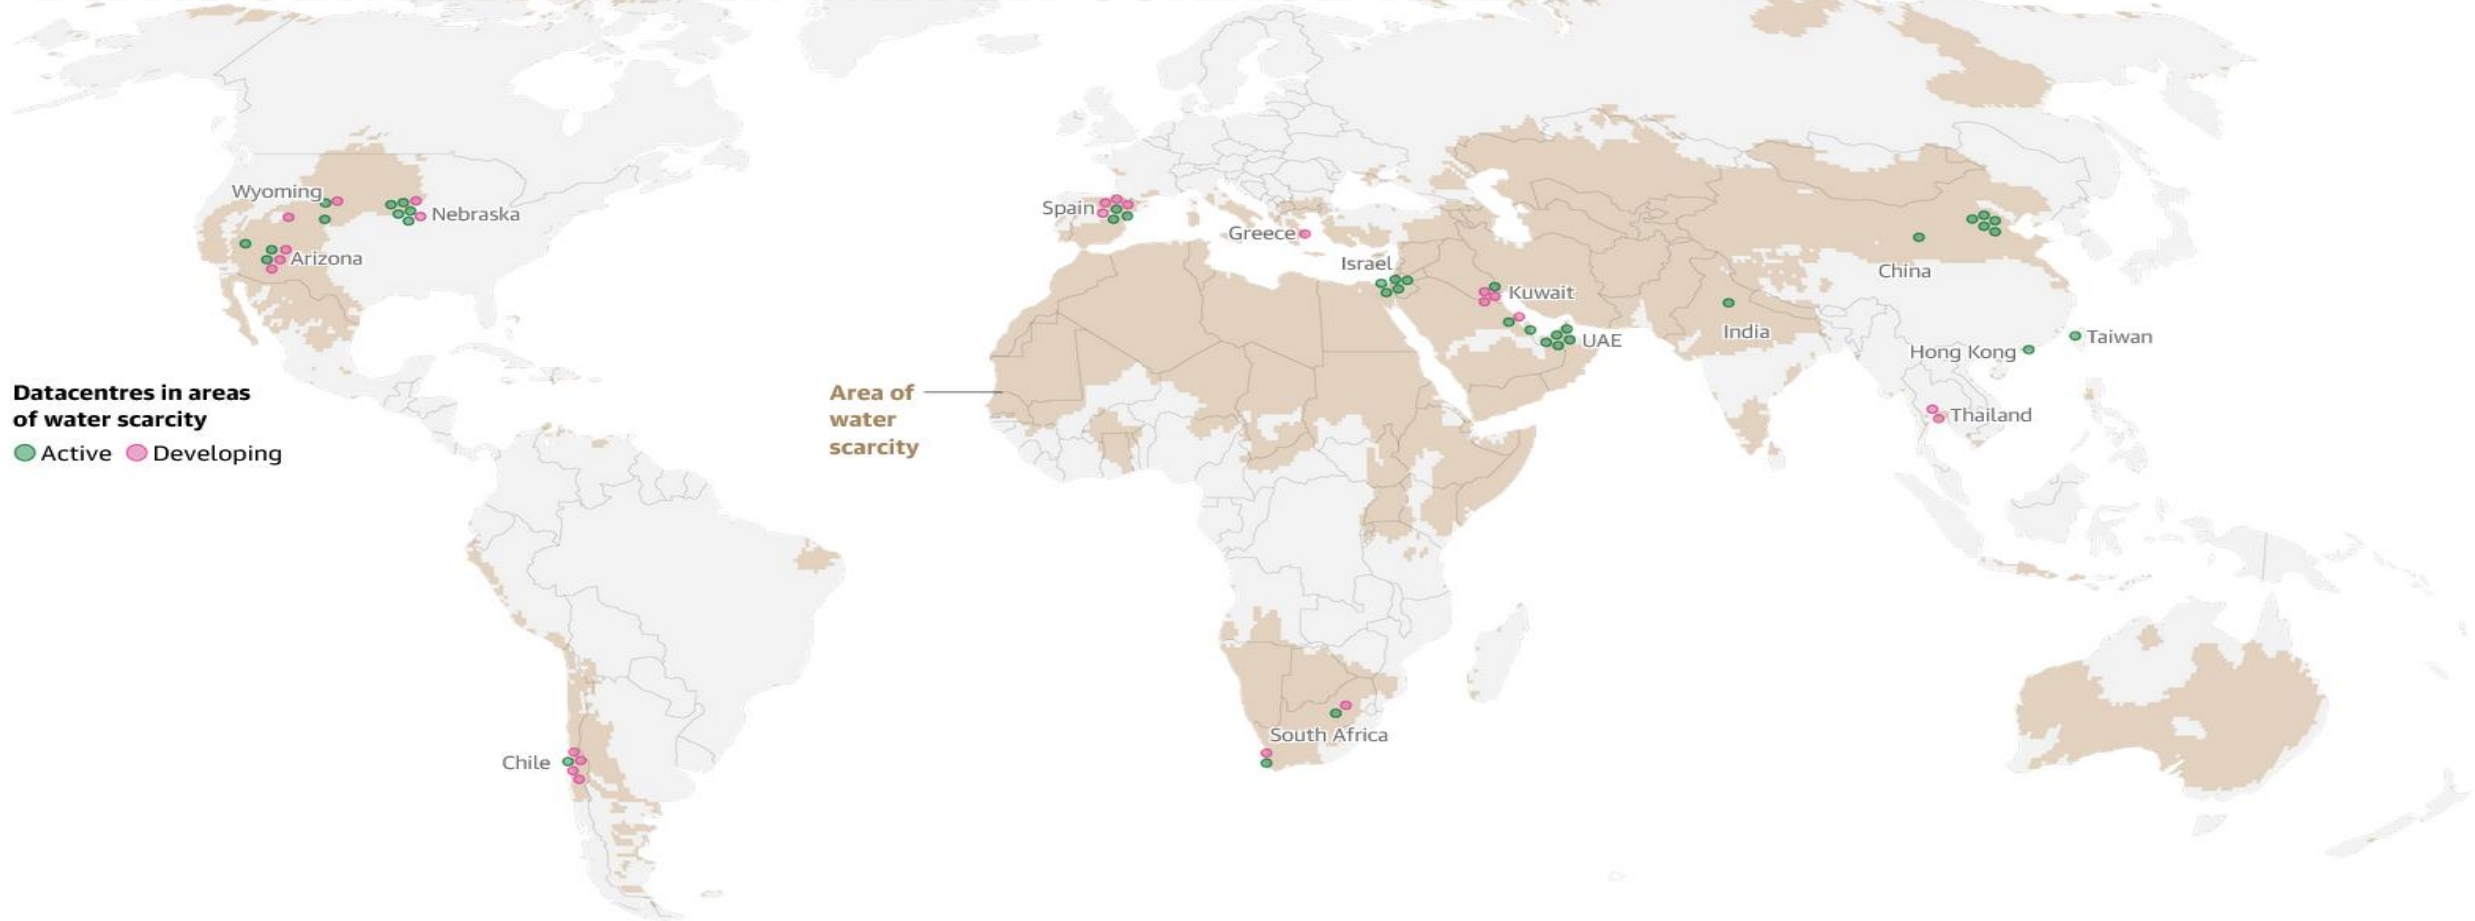 Wyoming
Nebraska
Arizona
Spain
Greece
Israel
Kuwait
UAE
China
India
Taiwan
Hong Kong
Thailand
Datacentres in areas
of water scarcity
Active Developing
Area of
water
scarcity
Chile
South Africa